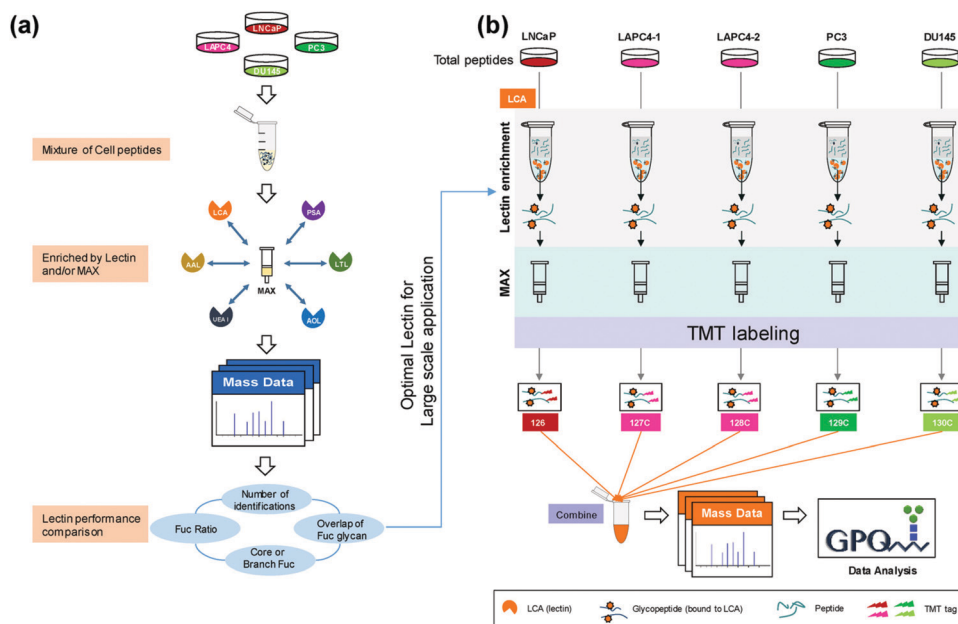 (a)
LNCaP
LAPC4
PC3
DU145
Mixture of Cell peptides
LCA
PSA
Enriched by Lectin
and/or MAX
AAL
LTL
MAX
UEA I
AOL
Mass Data
Lectin performance
comparison
Number of
identifications
Fuc Ratio
Overlap of
Fuc glycan
Core or
Branch Fuc
Optimal Lectin for
Large scale application
(b)
LNCaP
LAPC4-1
LAPC4-2
PC3
DU145
Total peptides
LCA
Lectin enrichment
MAX
TMT labeling
126
127C
128C
129C
130C
Combine
Mass Data
GPQ
Data Analysis
LCA (lectin)
Glycopeptide (bound to LCA)
Peptide
TMT tag